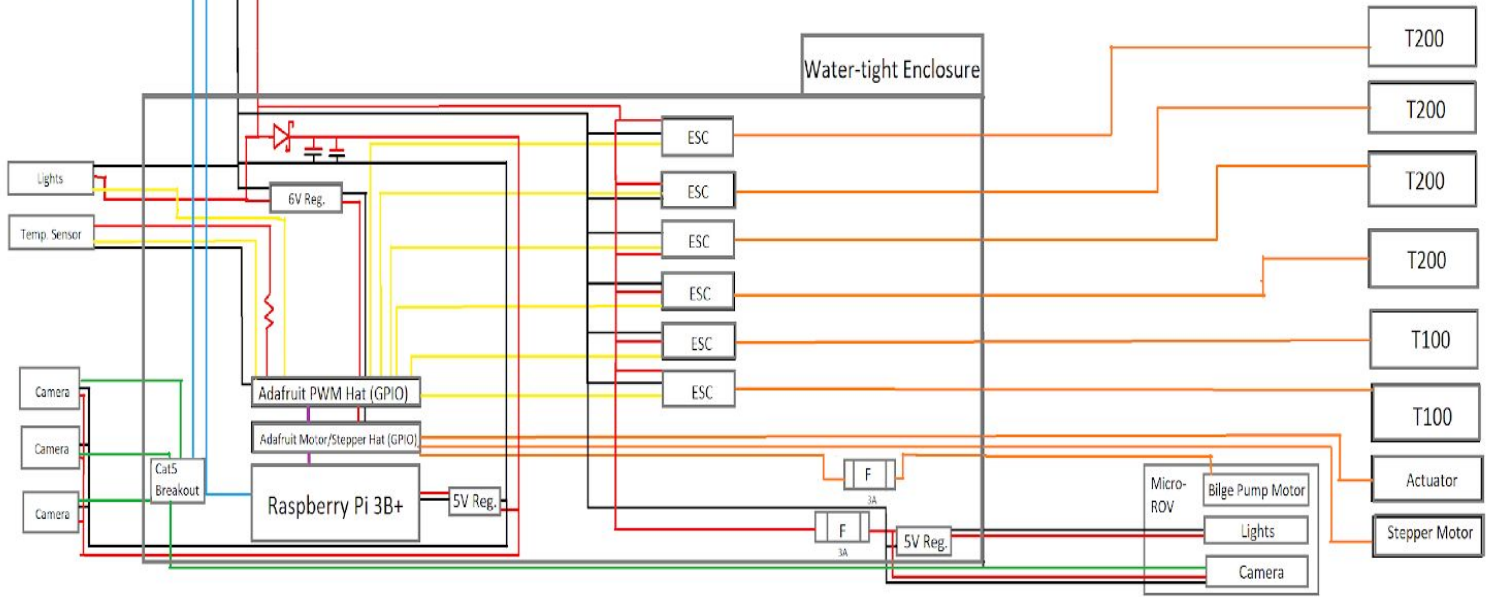 Water-tight Enclosure
T200
T200
T200
T200
T100
T100
ESC
ESC
ESC
ESC
ESC
ESC
Lights
Temp. Sensor
6V Reg.
Camera
Camera
Camera
Cat5
Breakout
Adafruit PWM Hat (GPIO)
Adafruit Motor/Stepper Hat (GPIO)
Raspberry Pi 3B+
5V Reg.
F
3A
F
3A
5V Reg.
Micro-
ROV
Bilge Pump Motor
Lights
Camera
Actuator
Stepper Motor